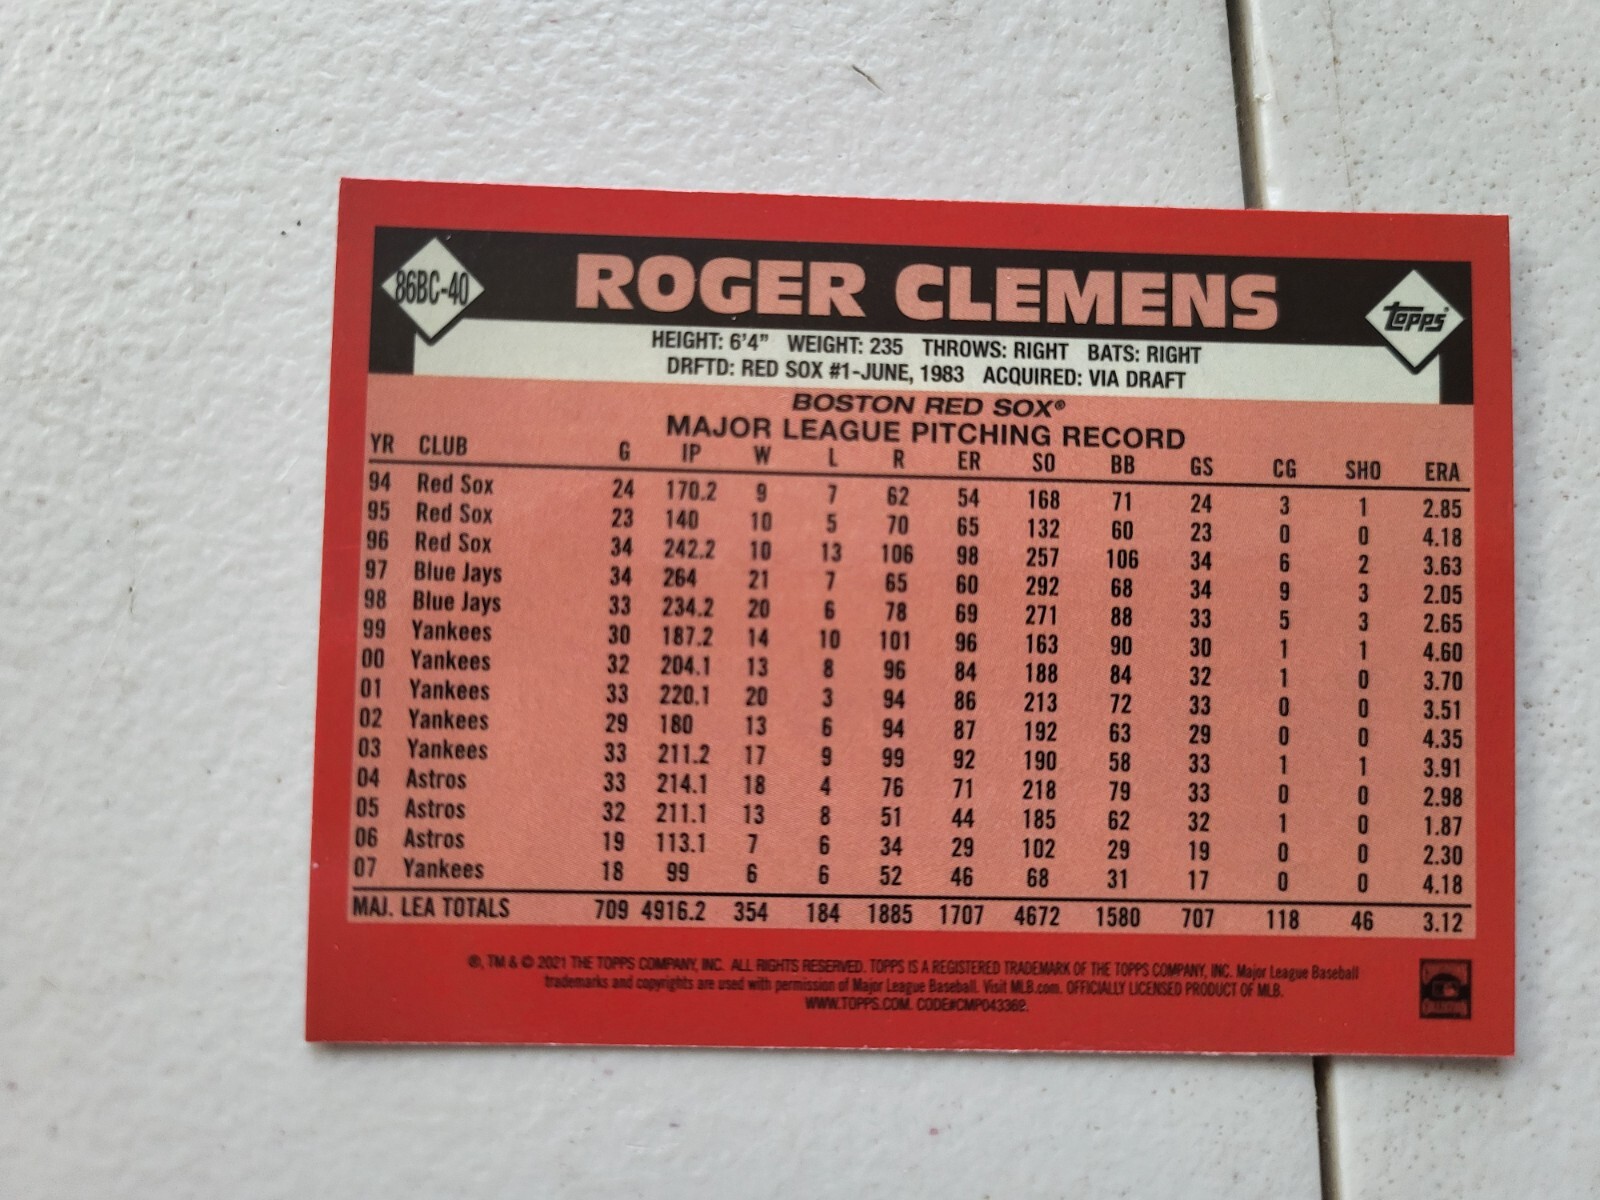 86BC-40
ROGER CLEMENS
Topps®
HEIGHT: 6'4" WEIGHT: 235 THROWS: RIGHT BATS: RIGHT
DRFTD: RED SOX #1-JUNE, 1983 ACQUIRED: VIA DRAFT
BOSTON RED SOX®
MAJOR LEAGUE PITCHING RECORD
YR CLUB G IP W L R ER SO BB GS CG SHO ERA
94 Red Sox 24 170.2 9 7 62 54 168 71 24 3 1 2.85
95 Red Sox 23 140 10 5 70 65 132 60 23 0 0 4.18
96 Red Sox 34 242.2 10 13 106 98 257 106 34 6 2 3.63
97 Blue Jays 34 264 21 7 65 60 292 68 34 9 3 2.05
98 Blue Jays 33 234.2 20 6 78 69 271 88 33 5 3 2.65
99 Yankees 30 187.2 14 10 101 96 163 90 30 1 1 4.60
00 Yankees 32 204.1 13 8 96 84 188 84 32 1 0 3.70
01 Yankees 33 220.1 20 3 94 86 213 72 33 0 0 3.51
02 Yankees 29 180 13 6 94 87 192 63 29 0 0 4.35
03 Yankees 33 211.2 17 9 99 92 190 58 33 1 1 3.91
04 Astros 33 214.1 18 4 76 71 218 79 33 0 0 2.98
05 Astros 32 211.1 13 8 51 44 185 62 32 1 0 1.87
06 Astros 19 113.1 7 6 34 29 102 29 19 0 0 2.30
07 Yankees 18 99 6 6 52 46 68 31 17 0 0 4.18
MAJ. LEA TOTALS 709 4916.2 354 184 1885 1707 4672 1580 707 118 46 3.12
®, TM & © 2021 THE TOPPS COMPANY, INC. ALL RIGHTS RESERVED. TOPPS IS A REGISTERED TRADEMARK OF THE TOPPS COMPANY, INC. Major League Baseball
trademarks and copyrights are used with permission of Major League Baseball. Visit MLB.com. OFFICIALLY LICENSED PRODUCT OF MLB.
WWW.TOPPS.COM. CODE#CMP043362.